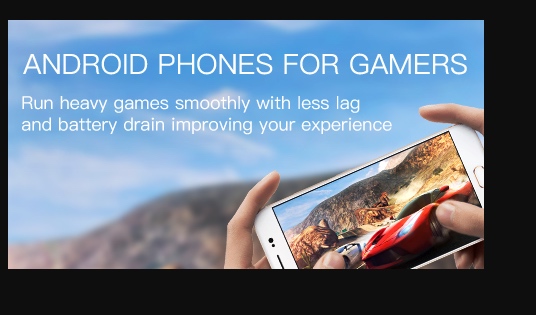 ANDROID PHONES FOR GAMERS
Run heavy games smoothly with less lag
and battery drain improving your experience